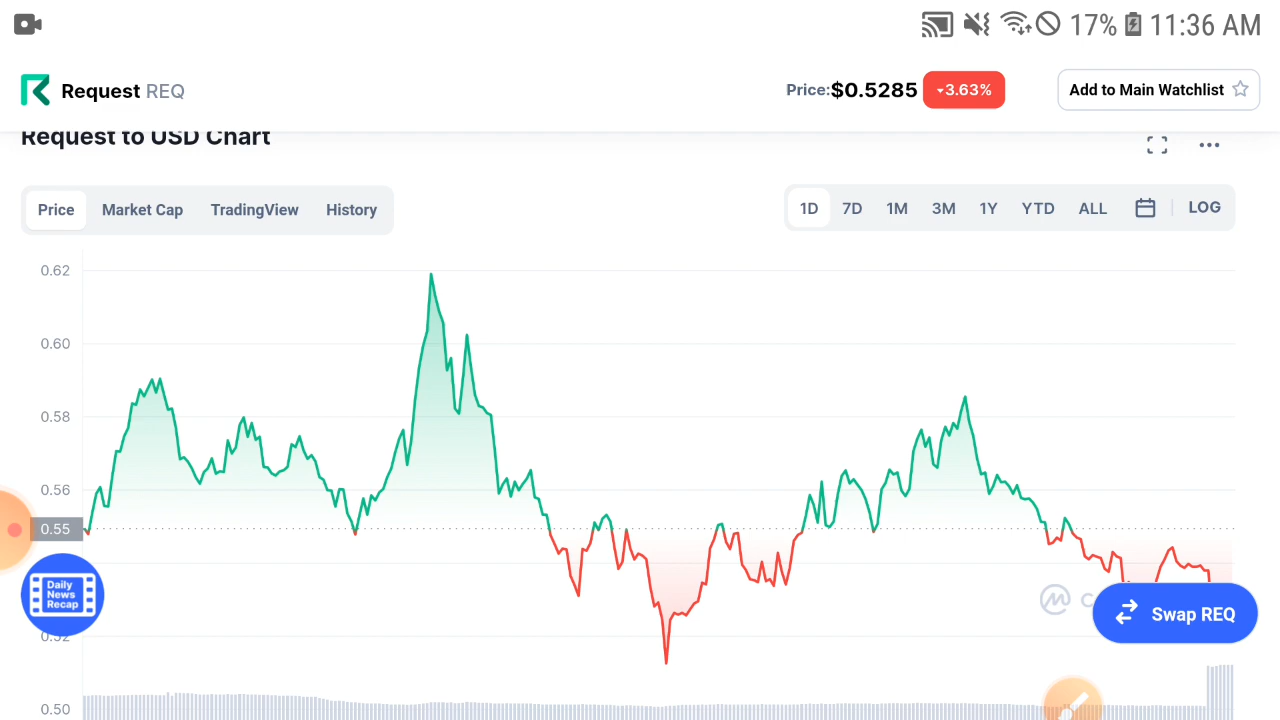 17% 11:36 AM
Request REQ Price:$0.5285 3.63% Add to Main Watchlist
Request to USD Chart
Price Market Cap TradingView History 1D 7D 1M 3M 1Y YTD ALL LOG
0.62
0.60
0.58
0.56
0.55
Daily
News
Recap
Swap REQ
0.50